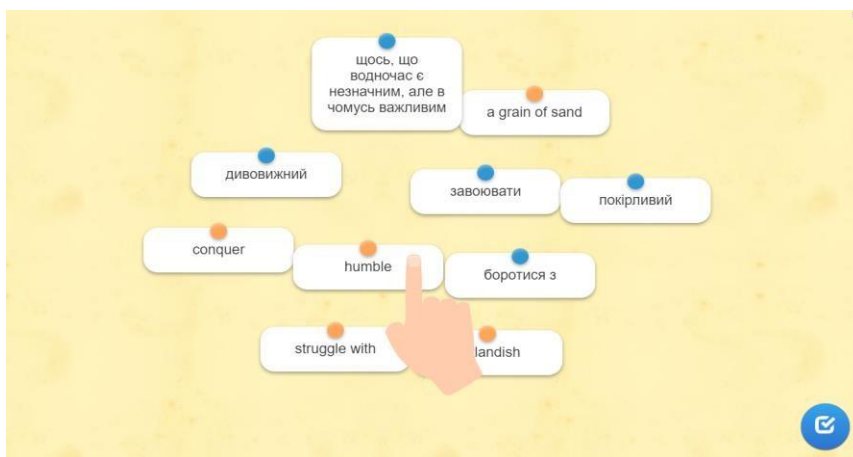 щось, що
водночас є
незначним, але в
чомусь важливим
a grain of sand
дивовижний
завоювати
покірливий
conquer
humble
боротися з
struggle with
landish